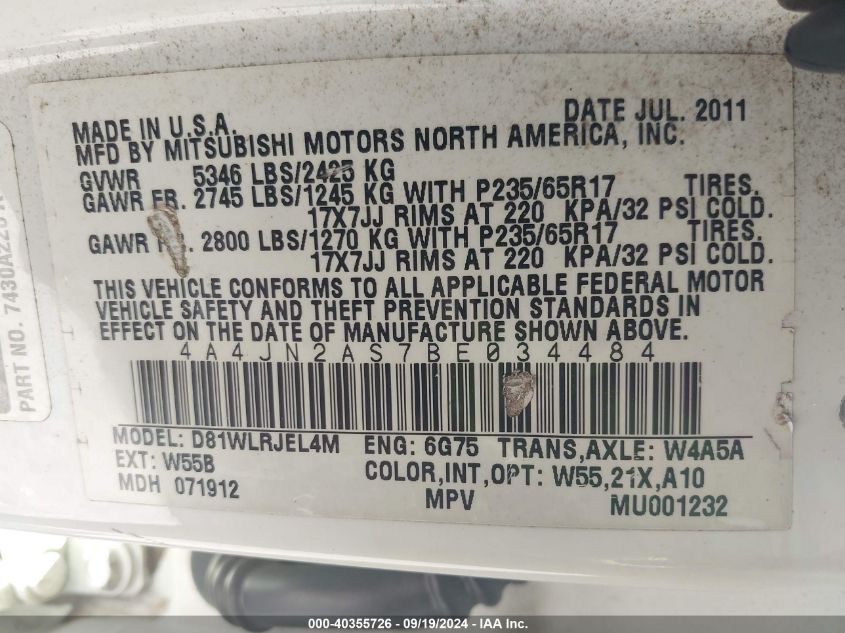 DATE JUL. 2011
MADE IN U.S.A.
MFD BY MITSUBISHI MOTORS NORTH AMERICA, INC.
GVWR 5346 LBS/2425 KG
GAWR FR. 2745 LBS/1245 KG WITH P235/65R17 TIRES.
17X7JJ RIMS AT 220 KPA/32 PSI COLD.
GAWR 2800 LBS/1270 KG WITH P235/65R17 TIRES.
17X7JJ RIMS AT 220 KPA/32 PSI COLD.
THIS VEHICLE CONFORMS TO ALL APPLICABLE FEDERAL MOTOR
VEHICLE SAFETY AND THEFT PREVENTION STANDARDS IN
EFFECT ON THE DATE OF MANUFACTURE SHOWN ABOVE.
4A4JN2AS7BE034484
MODEL: D81WLRJEL4M ENG: 6G75 TRANS,AXLE: W4A5A
EXT: W55B COLOR,INT,OPT: W55,21X,A10
MDH 071912 MPV MU001232
PART NO.
000-40355726 - 09/19/2024 - IAA Inc.